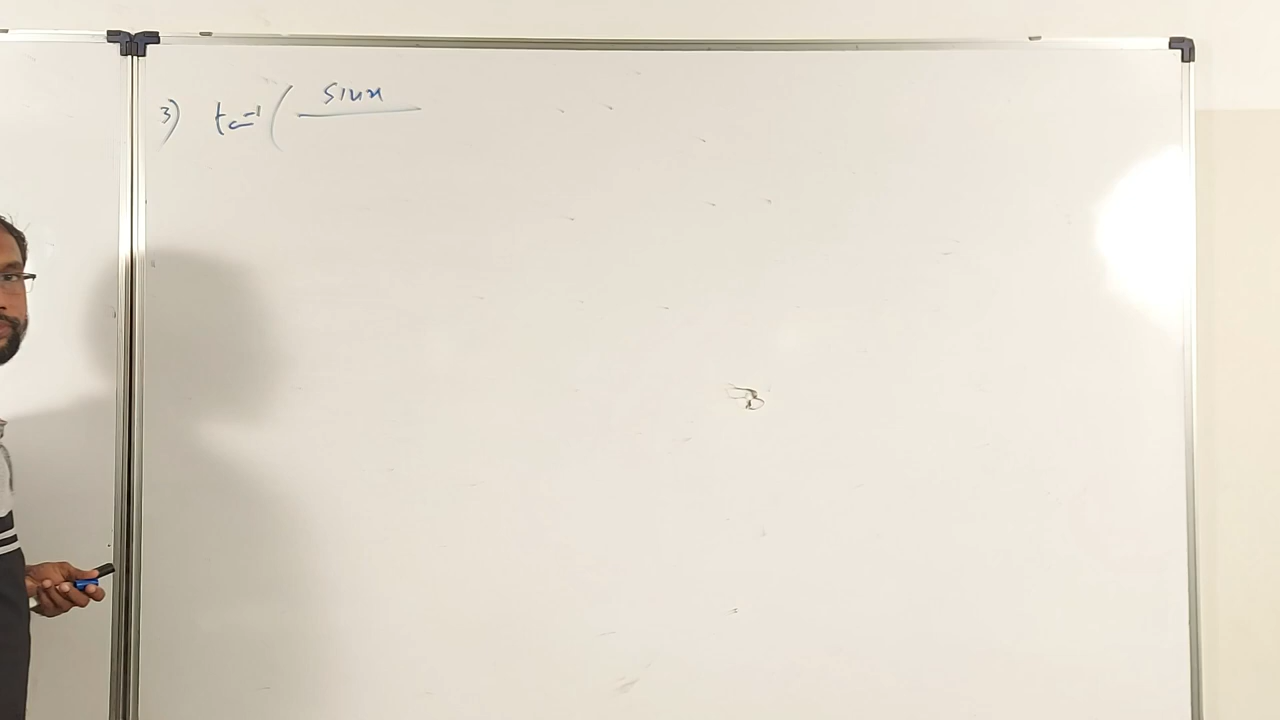 3) tan⁻¹ ( sinx